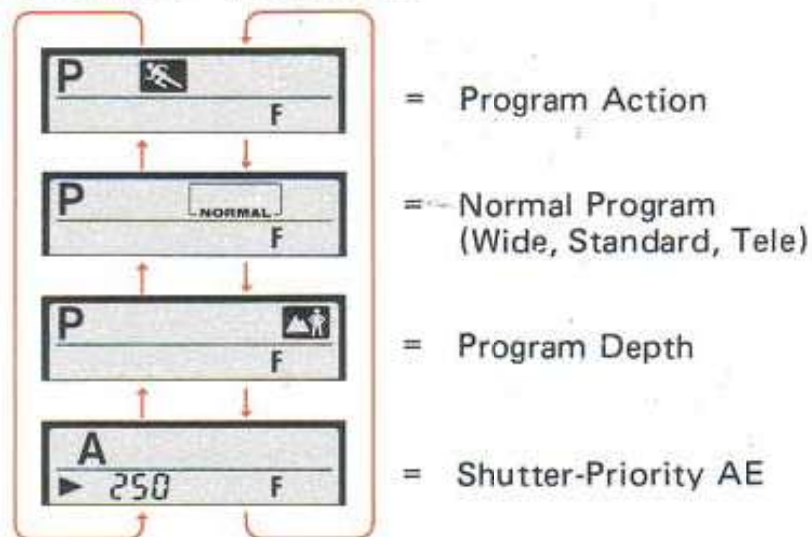 P
F
= Program Action
P
NORMAL
F
= Normal Program
(Wide, Standard, Tele)
P
F
= Program Depth
A
► 250 F
= Shutter-Priority AE